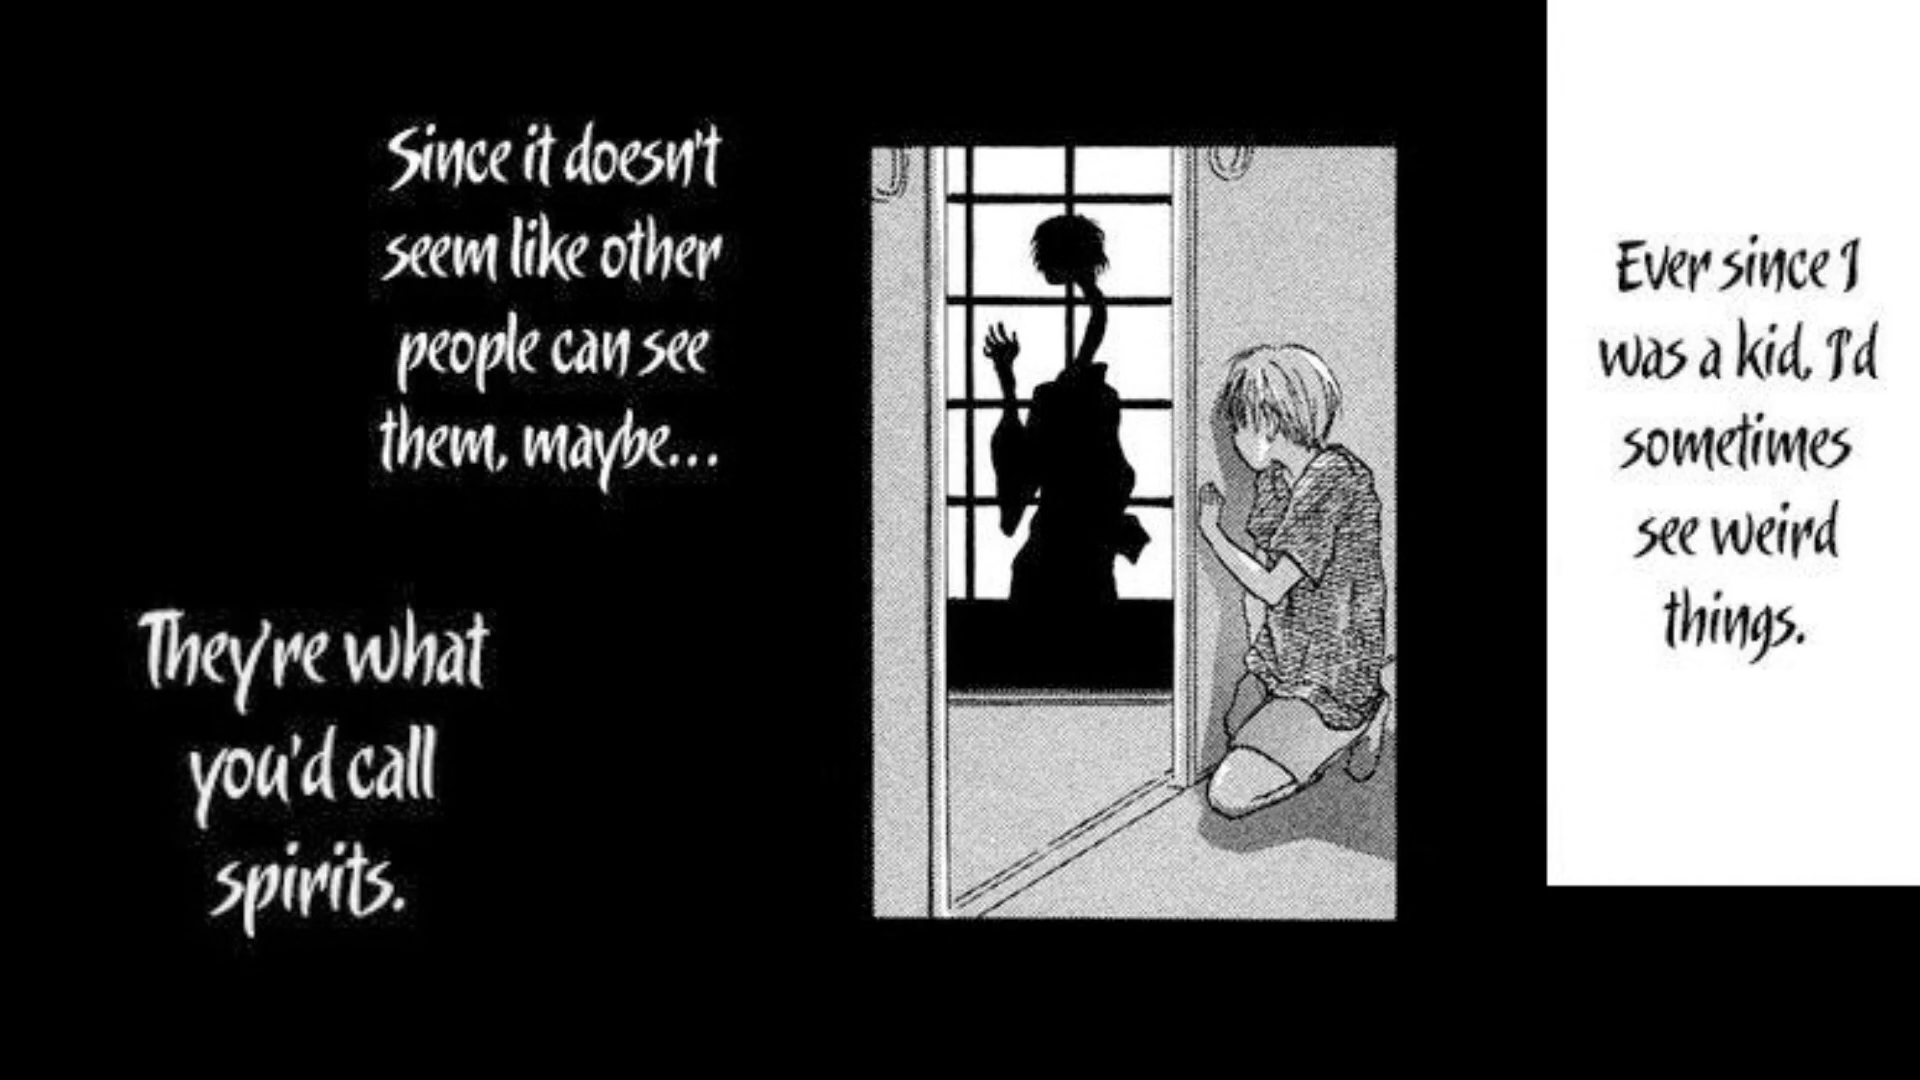 Ever since I
was a kid, I'd
sometimes
see weird
things.
Since it doesn't
seem like other
people can see
them, maybe...
They're what
you'd call
spirits.